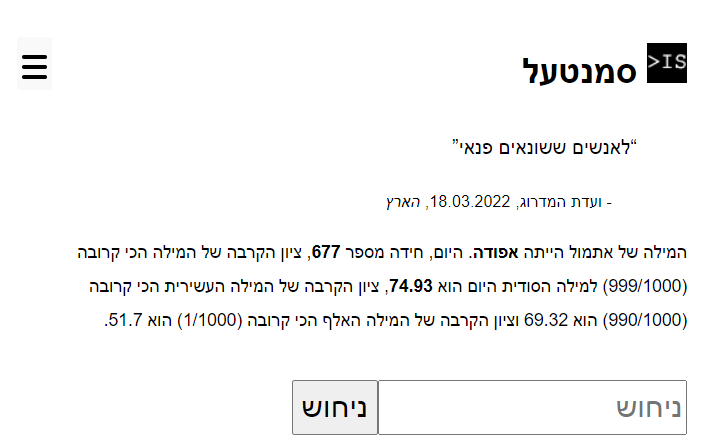 >IS סמנטעל
“לאנשים ששונאים פנאי”
- ועדת המדרוג, 18.03.2022, הארץ
המילה של אתמול הייתה אפודה. היום, חידה מספר 677, ציון הקרבה של המילה הכי קרובה
(999/1000) למילה הסודית היום הוא 74.93, ציון הקרבה של המילה העשירית הכי קרובה
(990/1000) הוא 69.32 וציון הקרבה של המילה האלף הכי קרובה (1/1000) הוא 51.7.
ניחוש ניחוש